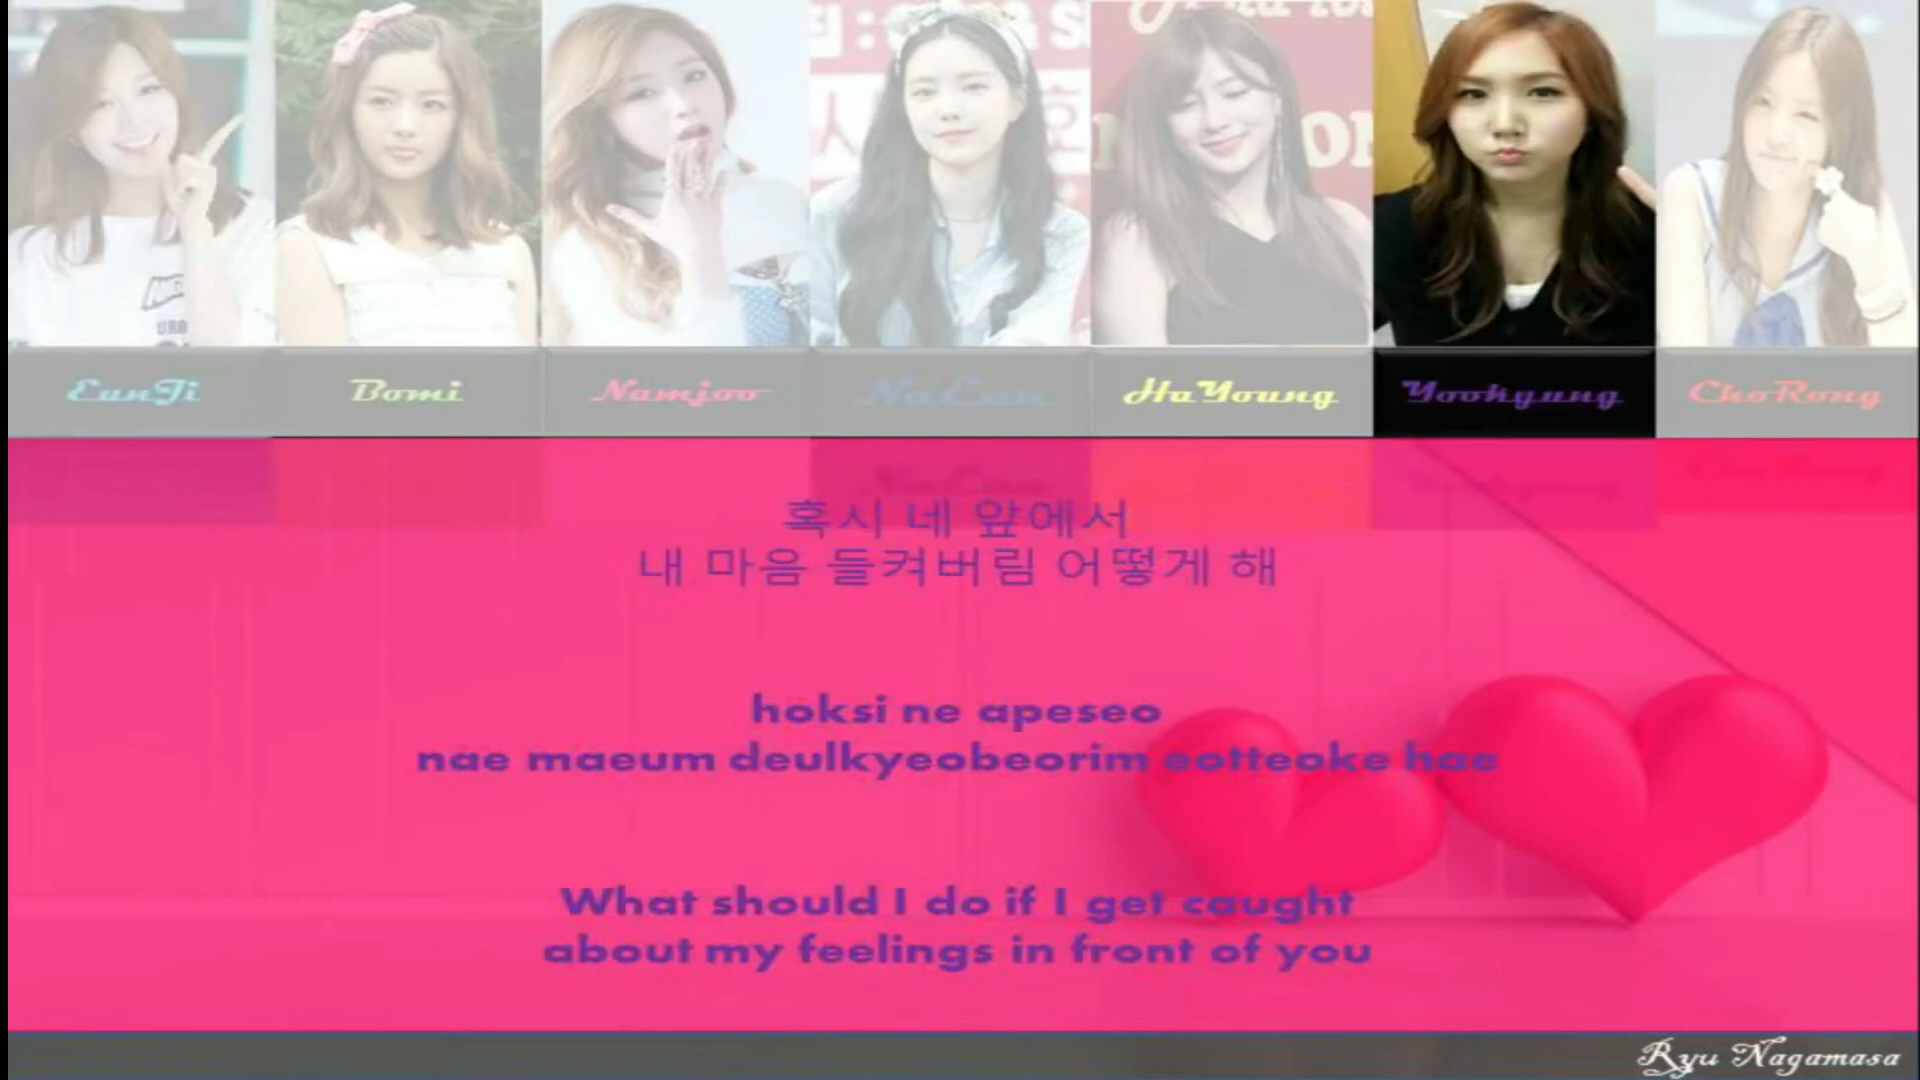 EunJi
Bomi
Namjoo
NaEun
HaYoung
Yookyung
ChoRong
혹시 네 앞에서
내 마음 들켜버림 어떻게 해
hoksi ne apeseo
nae maeum deulkyeobeorim eotteoke hae
What should I do if I get caught
about my feelings in front of you
Ryu Nagamasa